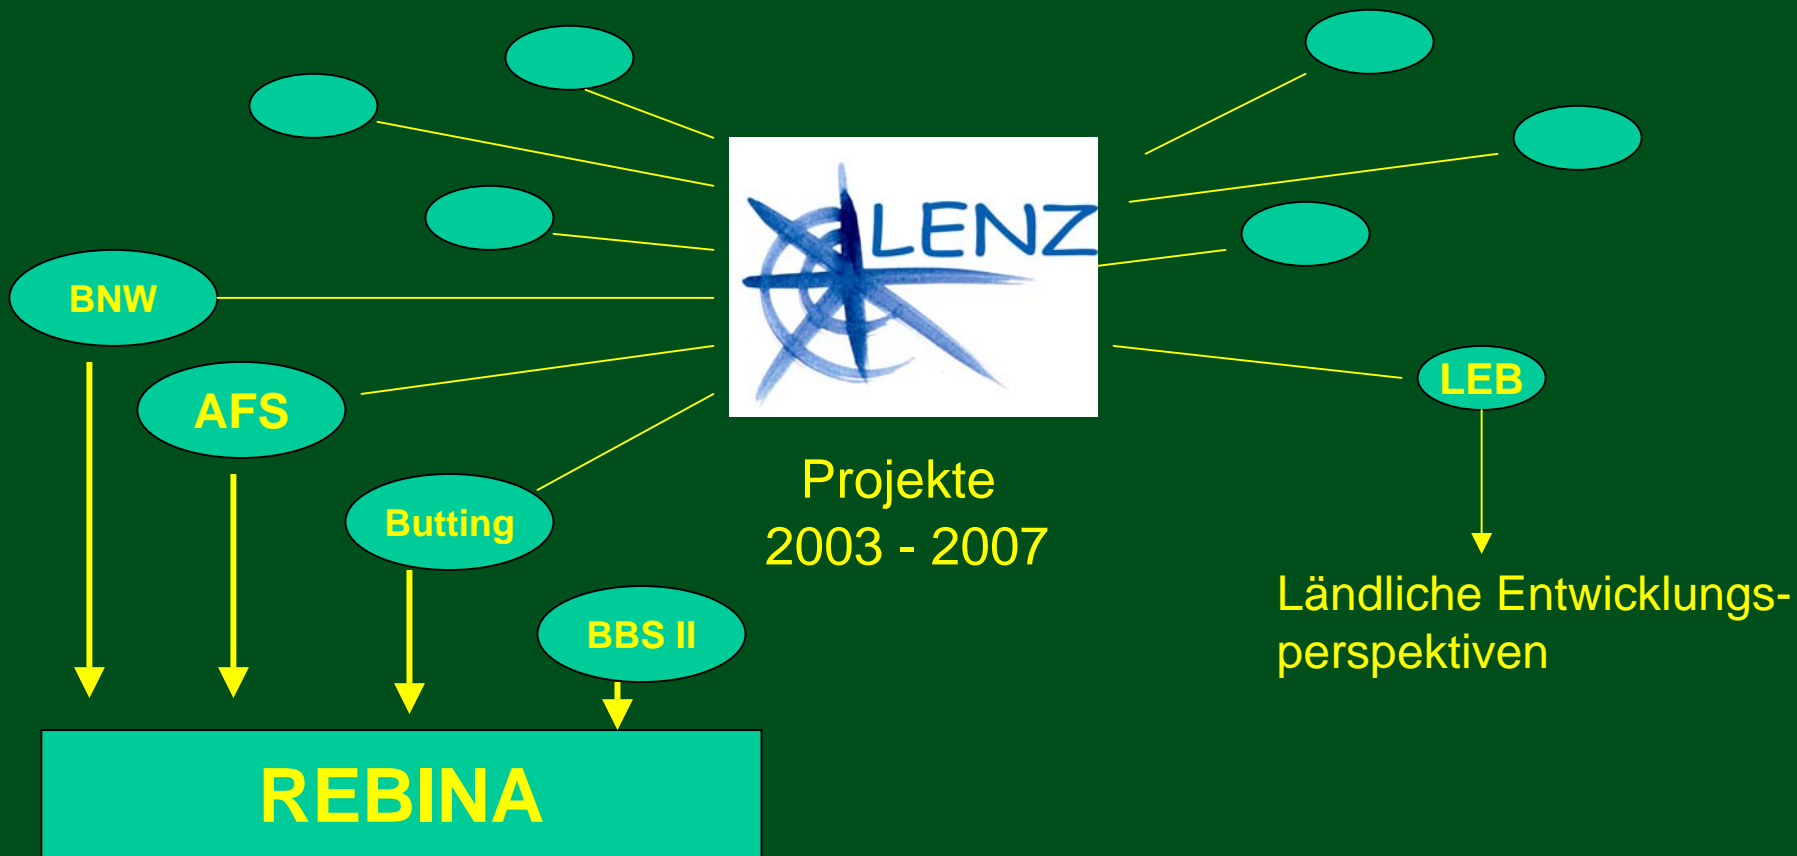 LENZ
BNW
AFS
LEB
Butting
Projekte
2003 - 2007
BBS II
Ländliche Entwicklungs-
perspektiven
REBINA